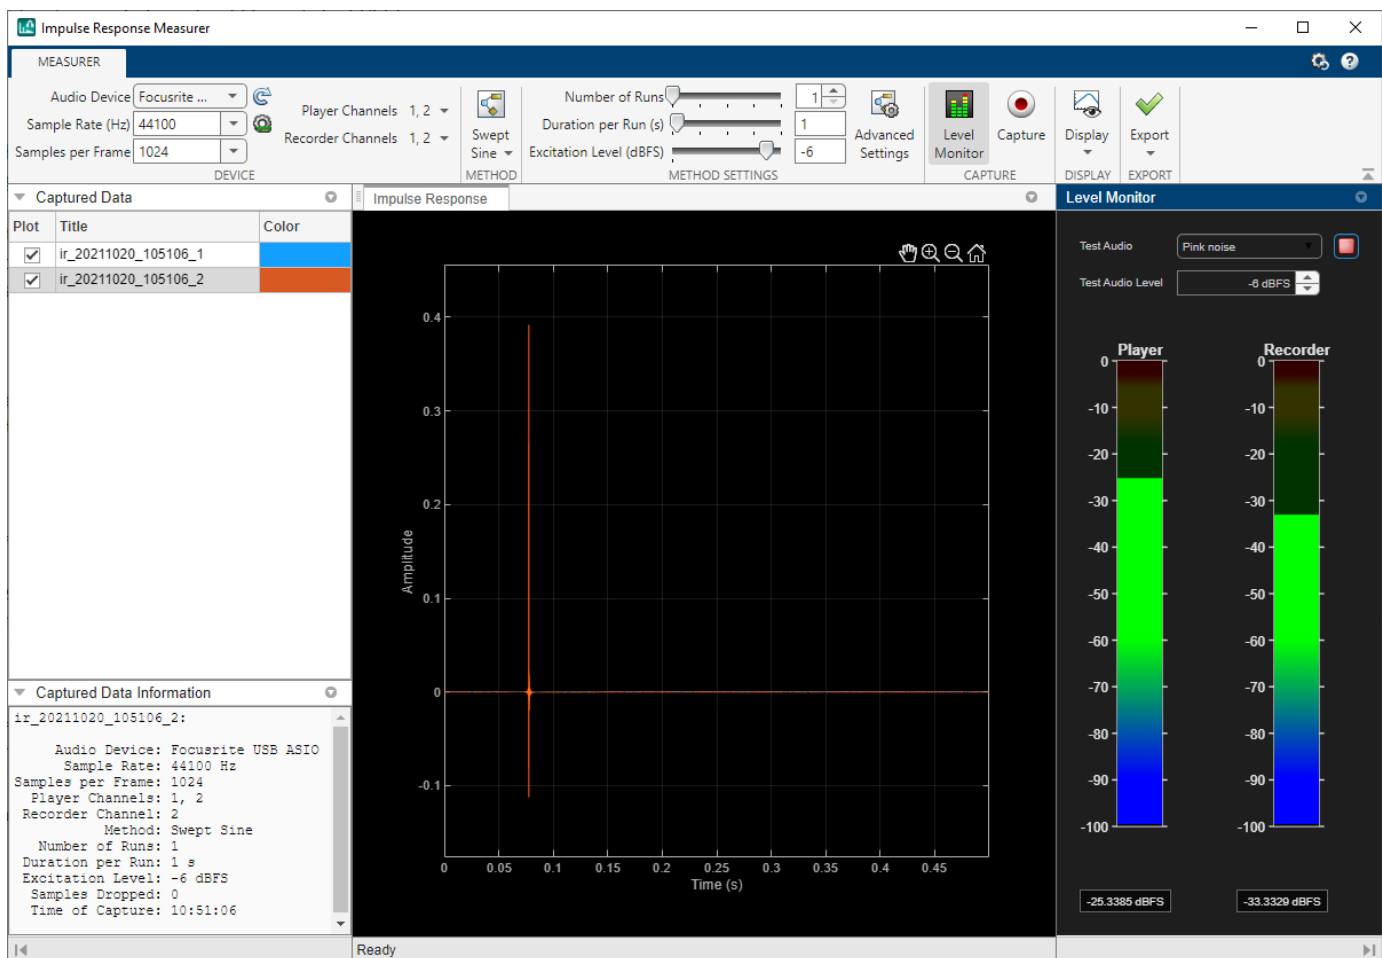 Impulse Response Measurer
MEASURER
Audio Device Focusrite ...
Sample Rate (Hz) 44100
Samples per Frame 1024
Player Channels 1, 2
Recorder Channels 1, 2
DEVICE
Swept
Sine
METHOD
Number of Runs 1
Duration per Run (s) 1
Excitation Level (dBFS) -6
Advanced
Settings
METHOD SETTINGS
Level
Monitor
Capture
CAPTURE
Display
DISPLAY
Export
EXPORT
Captured Data
Plot Title Color
ir_20211020_105106_1
ir_20211020_105106_2
Captured Data Information
ir_20211020_105106_2:
Audio Device: Focusrite USB ASIO
Sample Rate: 44100 Hz
Samples per Frame: 1024
Player Channels: 1, 2
Recorder Channel: 2
Method: Swept Sine
Number of Runs: 1
Duration per Run: 1 s
Excitation Level: -6 dBFS
Samples Dropped: 0
Time of Capture: 10:51:06
Impulse Response
0.4
0.3
0.2
0.1
0
-0.1
Amplitude
0 0.05 0.1 0.15 0.2 0.25 0.3 0.35 0.4 0.45
Time (s)
Ready
Level Monitor
Test Audio Pink noise
Test Audio Level -6 dBFS
Player
0
-10
-20
-30
-40
-50
-60
-70
-80
-90
-100
-25.3385 dBFS
Recorder
0
-10
-20
-30
-40
-50
-60
-70
-80
-90
-100
-33.3329 dBFS